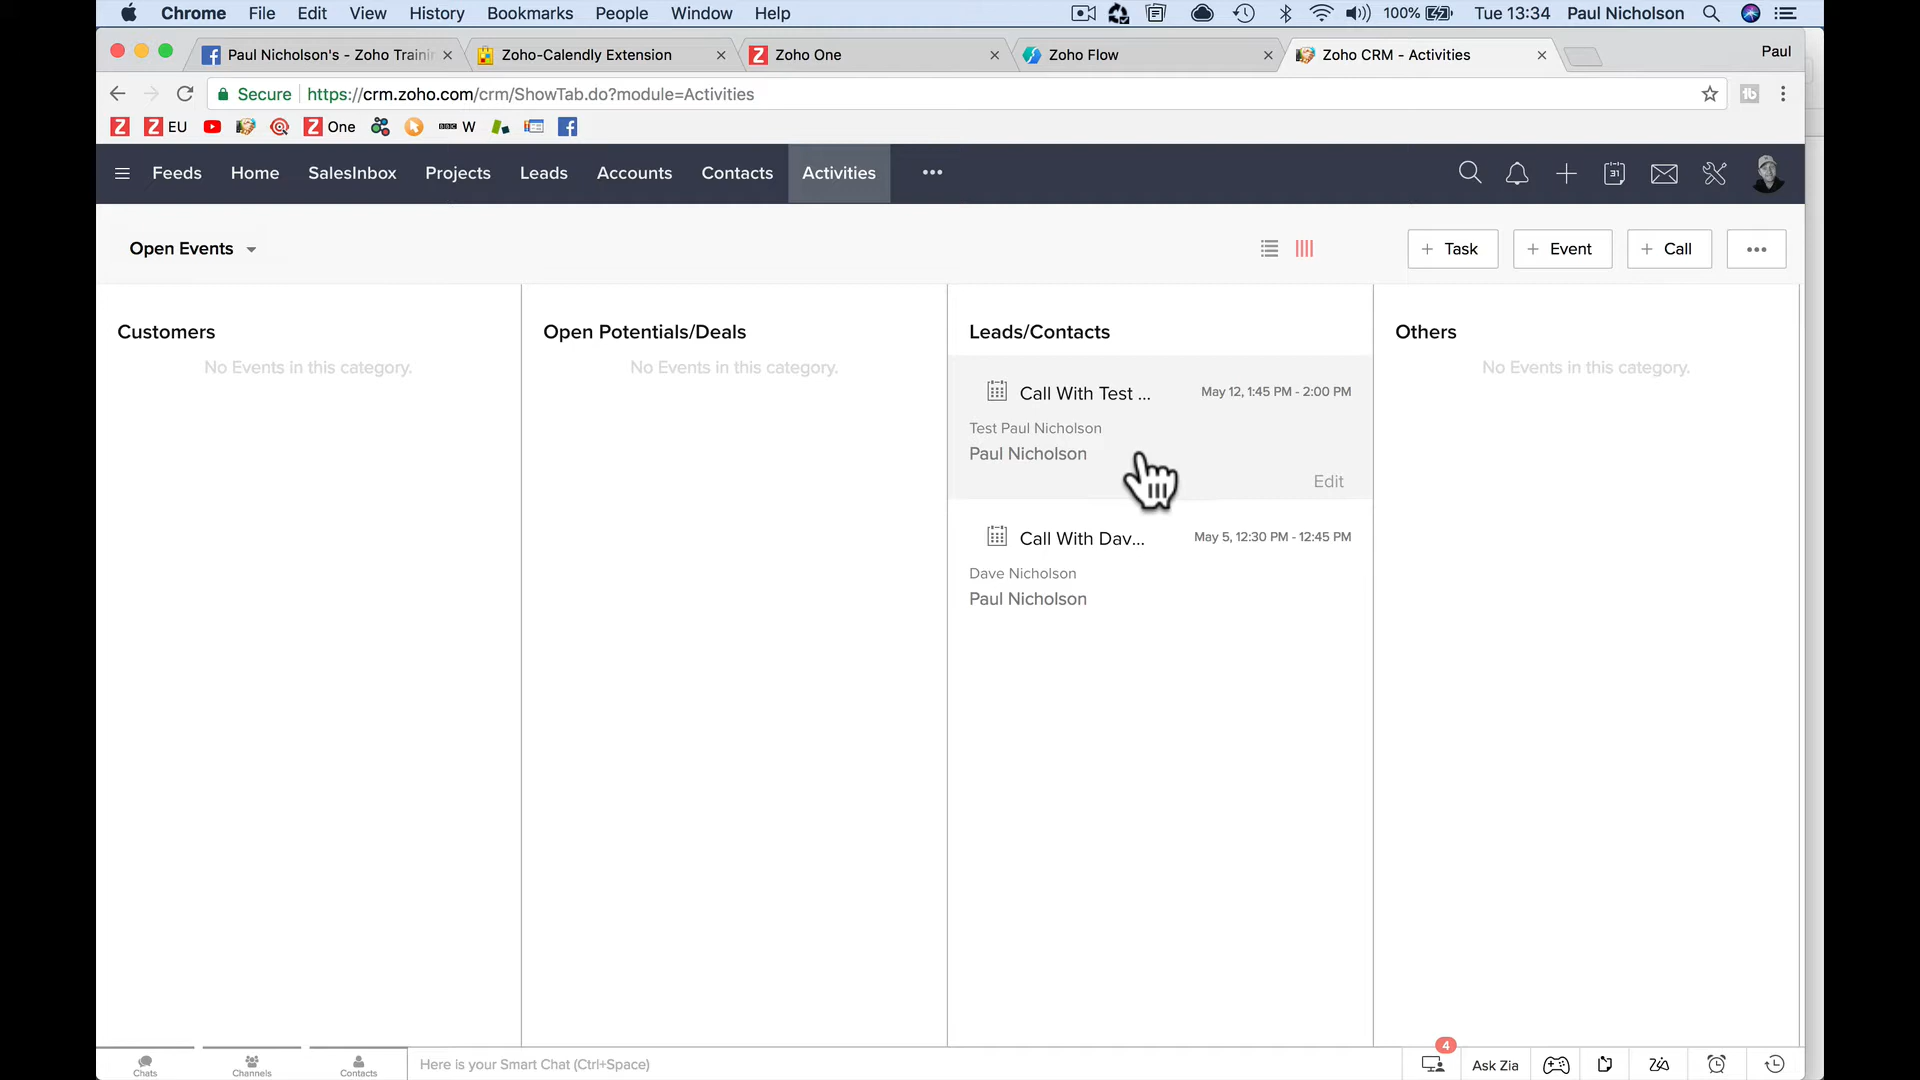 Chrome File Edit View History Bookmarks People Window Help 100% Tue 13:34 Paul Nicholson
Paul Nicholson's - Zoho Traini Zoho-Calendly Extension Zoho One Zoho Flow Zoho CRM - Activities Paul
Secure https://crm.zoho.com/crm/ShowTab.do?module=Activities
EU One BBC W
Feeds Home SalesInbox Projects Leads Accounts Contacts Activities ••• 31
Open Events + Task + Event + Call •••
Customers Open Potentials/Deals Leads/Contacts Others
No Events in this category. No Events in this category. No Events in this category.
Call With Test ... May 12, 1:45 PM - 2:00 PM
Test Paul Nicholson
Paul Nicholson
Edit
Call With Dav... May 5, 12:30 PM - 12:45 PM
Dave Nicholson
Paul Nicholson
4
Chats Channels Contacts Here is your Smart Chat (Ctrl+Space) Ask Zia